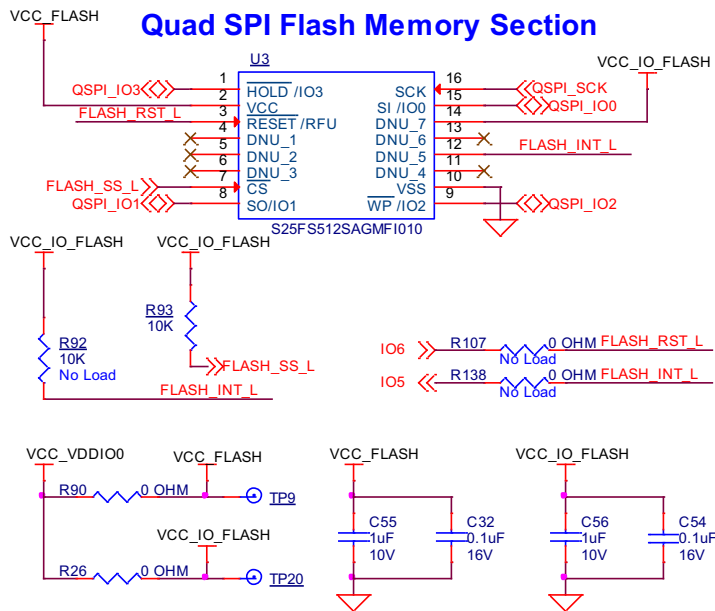 Quad SPI Flash Memory Section
VCC_FLASH
U3
VCC_IO_FLASH
QSPI_IO3
1
HOLD /IO3
SCK
16
QSPI_SCK
2
VCC
SI /IO0
15
QSPI_IO0
FLASH_RST_L
3
RESET /RFU
DNU_7
14
4
DNU_1
DNU_6
13
5
DNU_2
DNU_5
12
FLASH_INT_L
6
DNU_3
DNU_4
11
FLASH_SS_L
7
CS
VSS
10
QSPI_IO1
8
SO/IO1
WP /IO2
9
QSPI_IO2
S25FS512SAGMFI010
VCC_IO_FLASH
VCC_IO_FLASH
R92
10K
No Load
FLASH_INT_L
R93
10K
FLASH_SS_L
IO6
R107
0 OHM
FLASH_RST_L
No Load
IO5
R138
0 OHM
FLASH_INT_L
No Load
VCC_VDDIO0
VCC_FLASH
R90
0 OHM
TP9
VCC_IO_FLASH
R26
0 OHM
TP20
VCC_FLASH
C55
1uF
10V
C32
0.1uF
16V
VCC_IO_FLASH
C56
1uF
10V
C54
0.1uF
16V